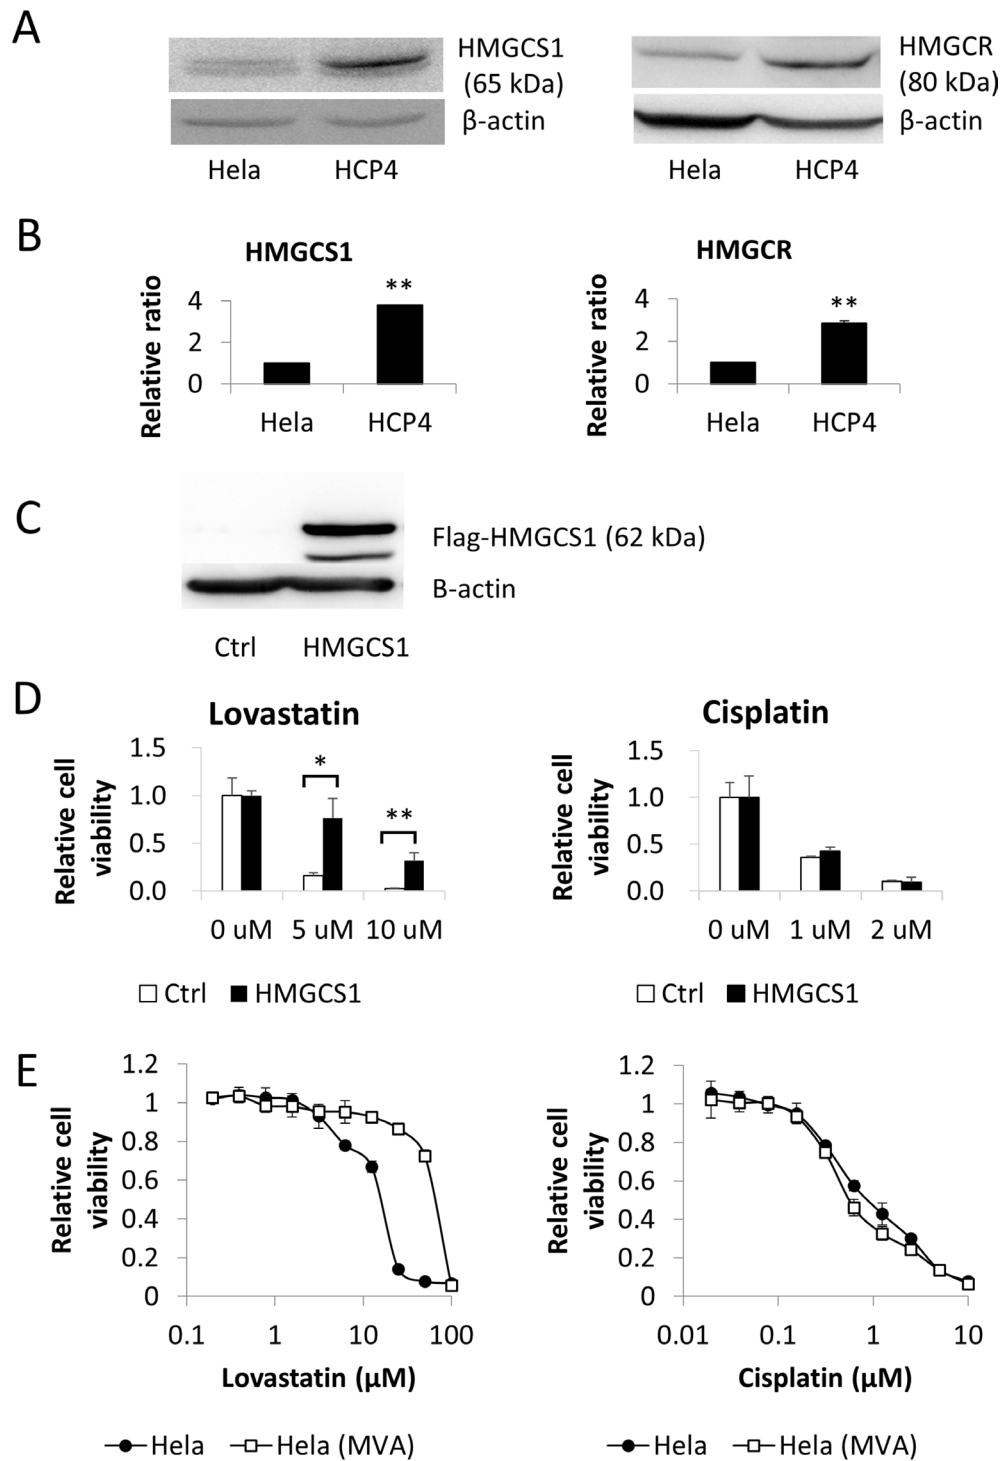 A
HMGCS1
(65 kDa)
β-actin
Hela HCP4
HMGCR
(80 kDa)
β-actin
Hela HCP4
B
HMGCS1
Relative ratio
4
2
0
**
Hela HCP4
HMGCR
Relative ratio
4
2
0
**
Hela HCP4
C
Flag-HMGCS1 (62 kDa)
B-actin
Ctrl HMGCS1
D
Lovastatin
Relative cell
viability
1.5
1.0
0.5
0.0
*
**
0 uM 5 uM 10 uM
Ctrl HMGCS1
Cisplatin
Relative cell
viability
1.5
1.0
0.5
0.0
0 uM 1 uM 2 uM
Ctrl HMGCS1
E
Relative cell
viability
1.2
1
0.8
0.6
0.4
0.2
0
0.1 1 10 100
Lovastatin (μM)
Hela Hela (MVA)
Relative cell
viability
1.2
1
0.8
0.6
0.4
0.2
0
0.01 0.1 1 10
Cisplatin (μM)
Hela Hela (MVA)